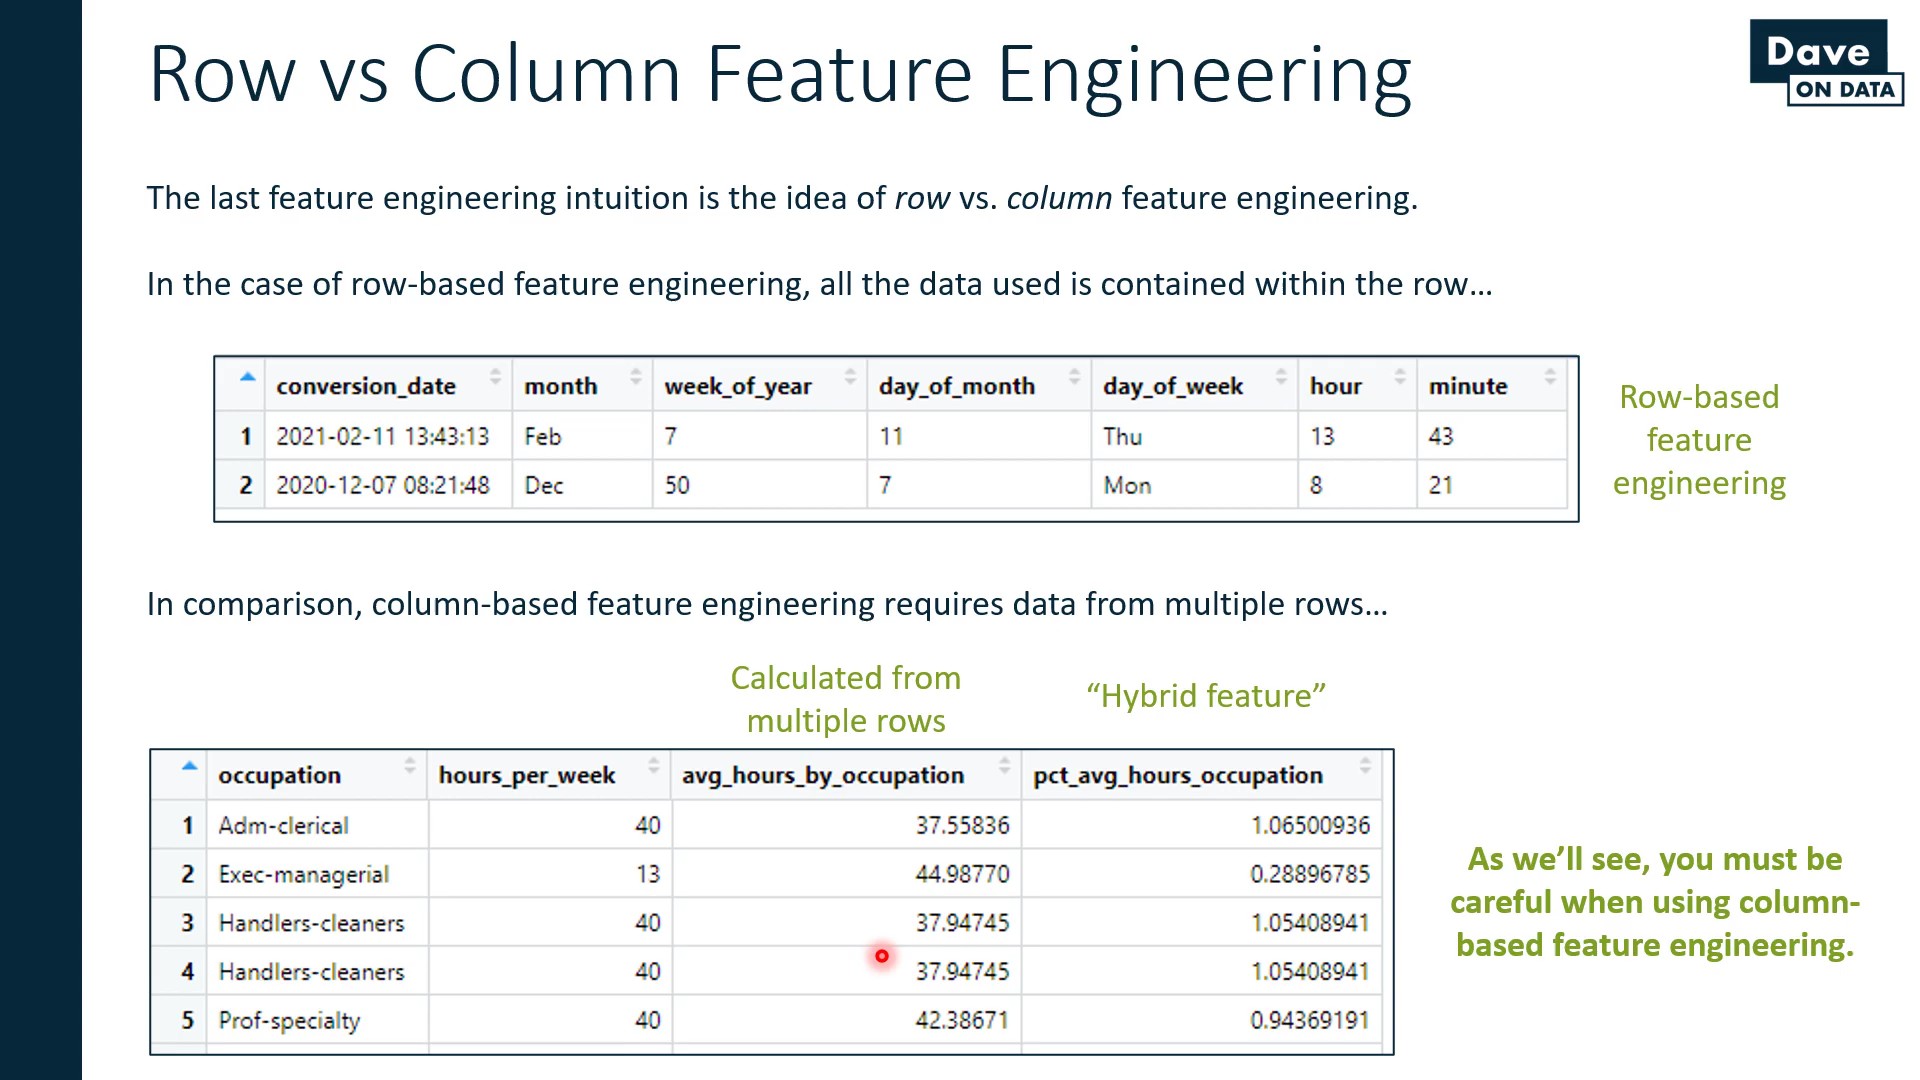 Row vs Column Feature Engineering
Dave
ON DATA
The last feature engineering intuition is the idea of row vs. column feature engineering.
In the case of row-based feature engineering, all the data used is contained within the row…
conversion_date month week_of_year day_of_month day_of_week hour minute
1 2021-02-11 13:43:13 Feb 7 11 Thu 13 43
2 2020-12-07 08:21:48 Dec 50 7 Mon 8 21
Row-based
feature
engineering
In comparison, column-based feature engineering requires data from multiple rows…
Calculated from
multiple rows
“Hybrid feature”
occupation hours_per_week avg_hours_by_occupation pct_avg_hours_occupation
1 Adm-clerical 40 37.55836 1.06500936
2 Exec-managerial 13 44.98770 0.28896785
3 Handlers-cleaners 40 37.94745 1.05408941
4 Handlers-cleaners 40 37.94745 1.05408941
5 Prof-specialty 40 42.38671 0.94369191
As we’ll see, you must be
careful when using column-
based feature engineering.